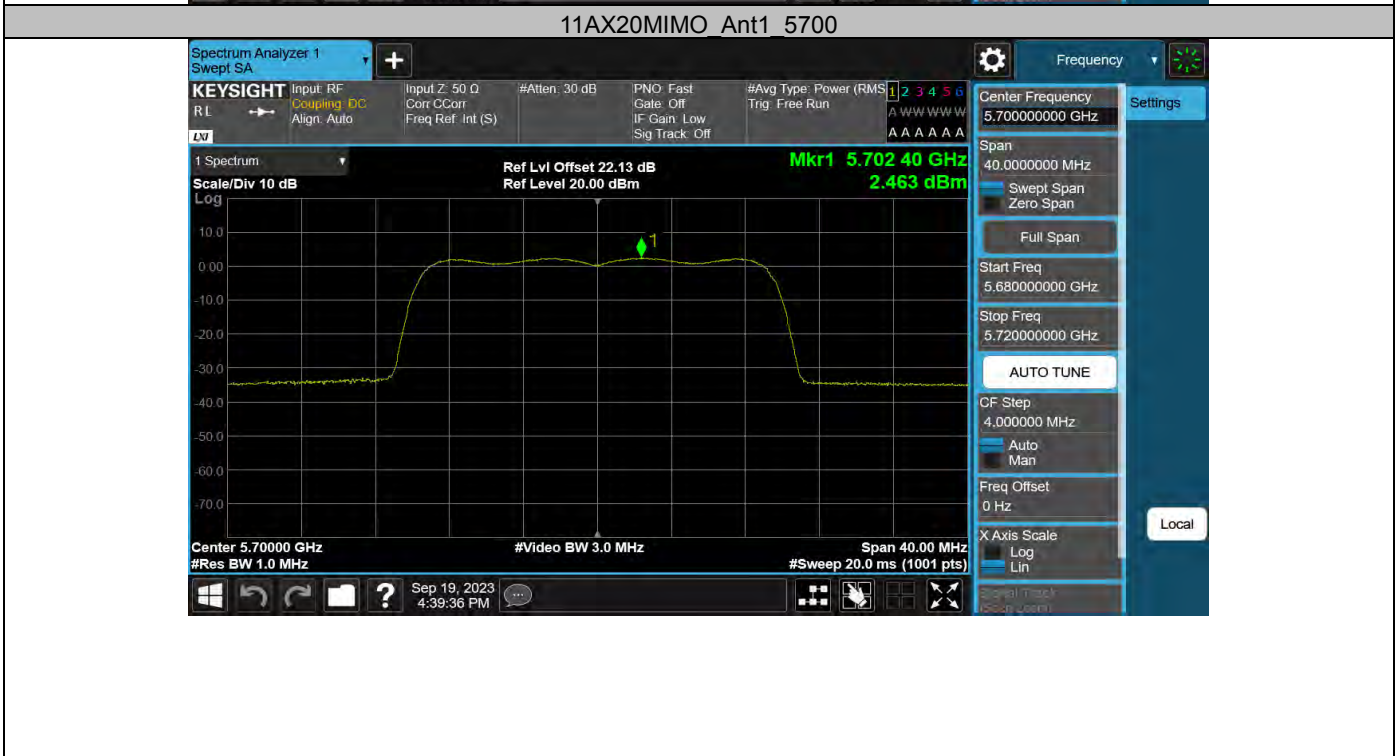 11AX20MIMO_Ant1_5700
Spectrum Analyzer 1
Swept SA
+
Frequency
KEYSIGHT
RL
LXI
Input: RF
Coupling: DC
Align: Auto
Input Z: 50 Ω
Corr CCorr
Freq Ref: Int (S)
#Atten: 30 dB
PNO: Fast
Gate: Off
IF Gain: Low
Sig Track: Off
#Avg Type: Power (RMS
Trig: Free Run
1 2 3 4 5 6
A W W W W W
A A A A A A
1 Spectrum
Scale/Div 10 dB
Log
Ref Lvl Offset 22.13 dB
Ref Level 20.00 dBm
Mkr1 5.702 40 GHz
2.463 dBm
10.0
0.00
-10.0
-20.0
-30.0
-40.0
-50.0
-60.0
-70.0
1
Center 5.70000 GHz
#Res BW 1.0 MHz
#Video BW 3.0 MHz
Span 40.00 MHz
#Sweep 20.0 ms (1001 pts)
Center Frequency
5.700000000 GHz
Settings
Span
40.0000000 MHz
Swept Span
Zero Span
Full Span
Start Freq
5.680000000 GHz
Stop Freq
5.720000000 GHz
AUTO TUNE
CF Step
4.000000 MHz
Auto
Man
Freq Offset
0 Hz
X Axis Scale
Log
Lin
Local
Signal Track
(Span Zoom)
?
Sep 19, 2023
4:39:36 PM